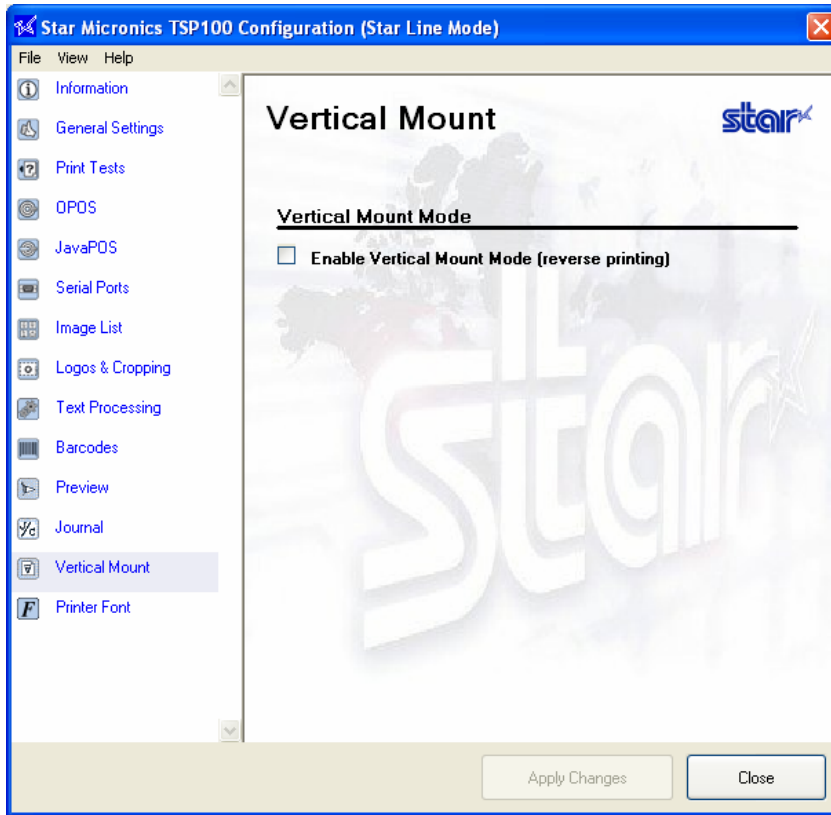 Star Micronics TSP100 Configuration (Star Line Mode)
File View Help
Information
General Settings
Print Tests
OPOS
JavaPOS
Serial Ports
Image List
Logos & Cropping
Text Processing
Barcodes
Preview
Journal
Vertical Mount
Printer Font
Vertical Mount
star
Vertical Mount Mode
Enable Vertical Mount Mode (reverse printing)
star
Apply Changes
Close